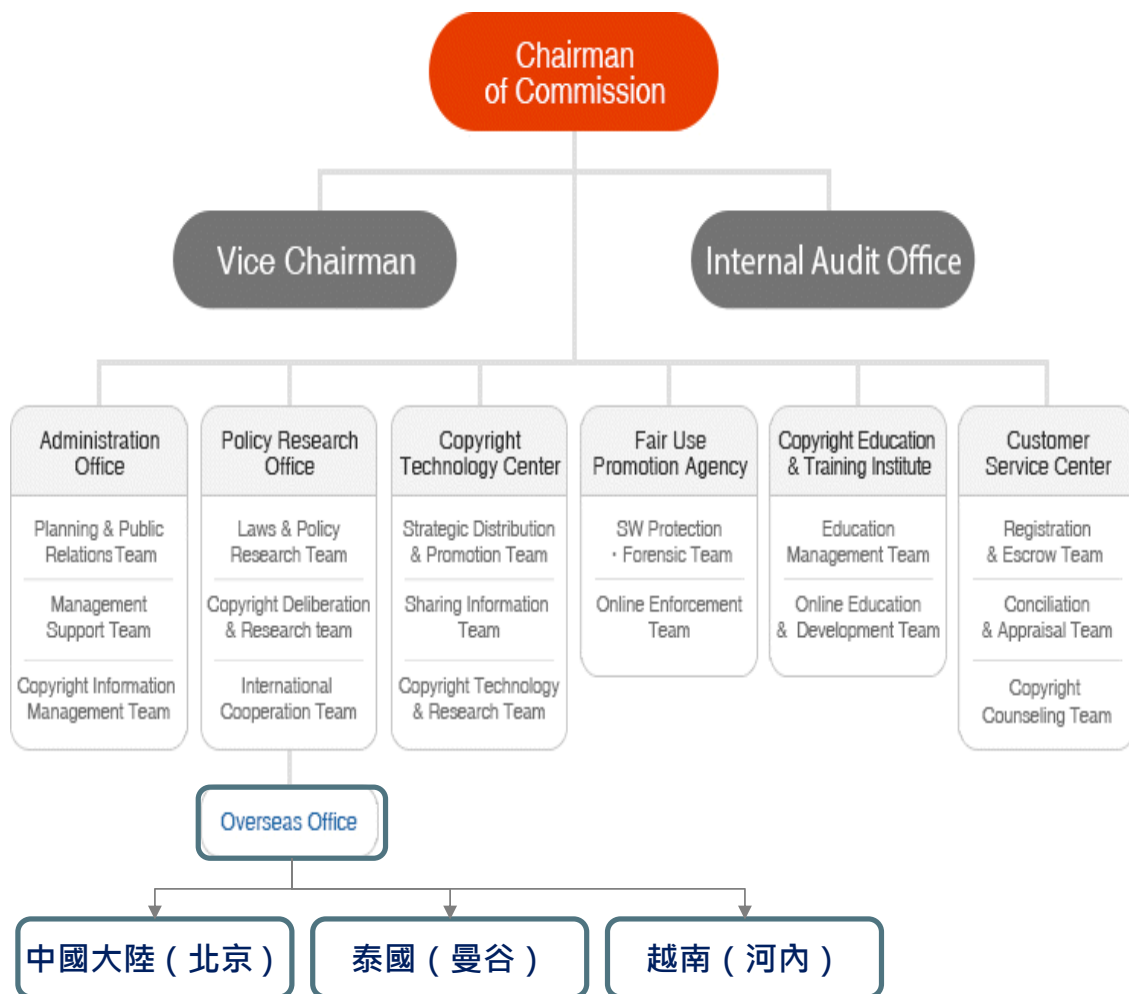 Chairman
of Commission
Vice Chairman
Internal Audit Office
Administration
Office
Planning & Public
Relations Team
Management
Support Team
Copyright Information
Management Team
Policy Research
Office
Laws & Policy
Research Team
Copyright Deliberation
& Research team
International
Cooperation Team
Copyright
Technology Center
Strategic Distribution
& Promotion Team
Sharing Information
Team
Copyright Technology
& Research Team
Fair Use
Promotion Agency
SW Protection
・Forensic Team
Online Enforcement
Team
Copyright Education
& Training Institute
Education
Management Team
Online Education
& Development Team
Customer
Service Center
Registration
& Escrow Team
Conciliation
& Appraisal Team
Copyright
Counseling Team
Overseas Office
中國大陸（北京）
泰國（曼谷）
越南（河內）